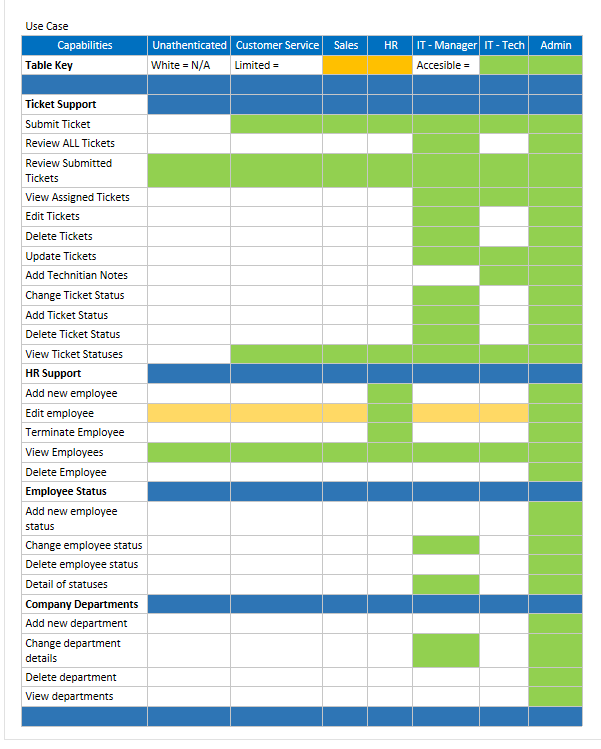 Use Case
Capabilities Unathenticated Customer Service Sales HR IT - Manager IT - Tech Admin
Table Key White = N/A Limited = Accesible =
Ticket Support
Submit Ticket
Review ALL Tickets
Review Submitted
Tickets
View Assigned Tickets
Edit Tickets
Delete Tickets
Update Tickets
Add Technitian Notes
Change Ticket Status
Add Ticket Status
Delete Ticket Status
View Ticket Statuses
HR Support
Add new employee
Edit employee
Terminate Employee
View Employees
Delete Employee
Employee Status
Add new employee
status
Change employee status
Delete employee status
Detail of statuses
Company Departments
Add new department
Change department
details
Delete department
View departments